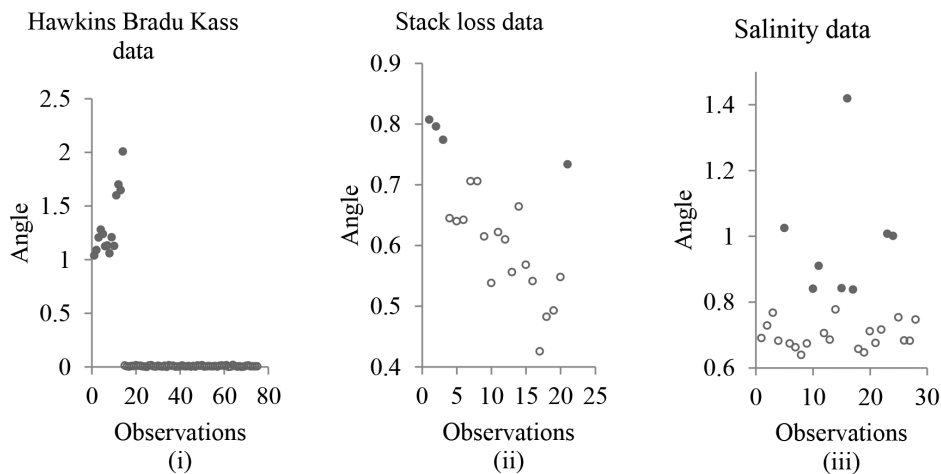 Hawkins Bradu Kass
data
2.5
2
1.5
1
0.5
0
Angle
0 20 40 60 80
Observations
(i)
Stack loss data
0.9
0.8
0.7
0.6
0.5
0.4
Angle
0 5 10 15 20 25
Observations
(ii)
Salinity data
1.4
1.2
1
0.8
0.6
Angle
0 10 20 30
Observations
(iii)